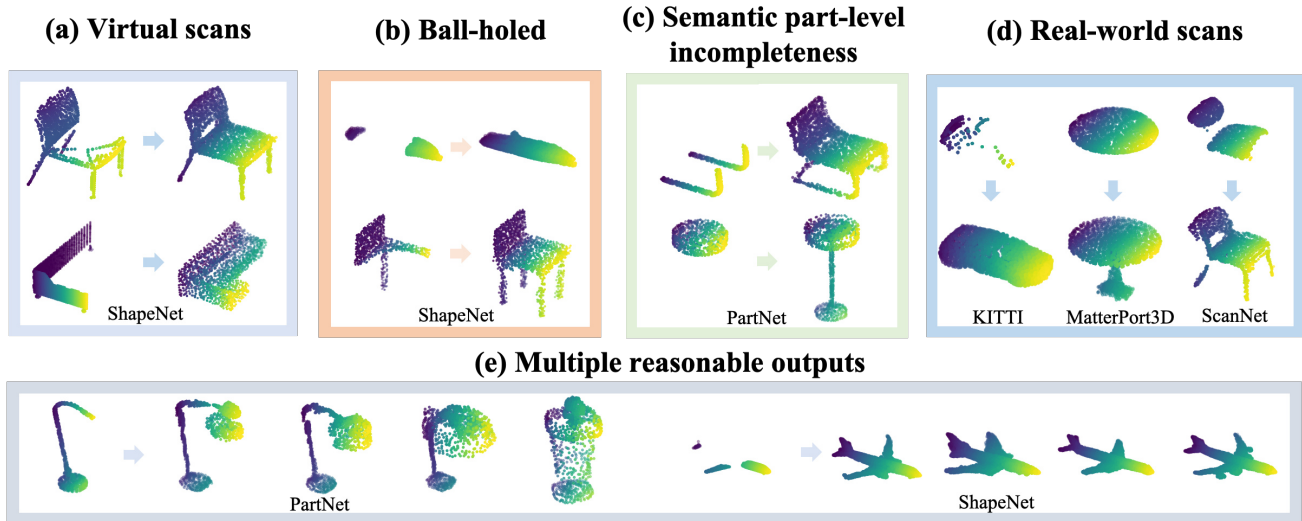 (a) Virtual scans
(b) Ball-holed
(c) Semantic part-level
incompleteness
(d) Real-world scans
ShapeNet
ShapeNet
PartNet
KITTI
MatterPort3D
ScanNet
(e) Multiple reasonable outputs
PartNet
ShapeNet